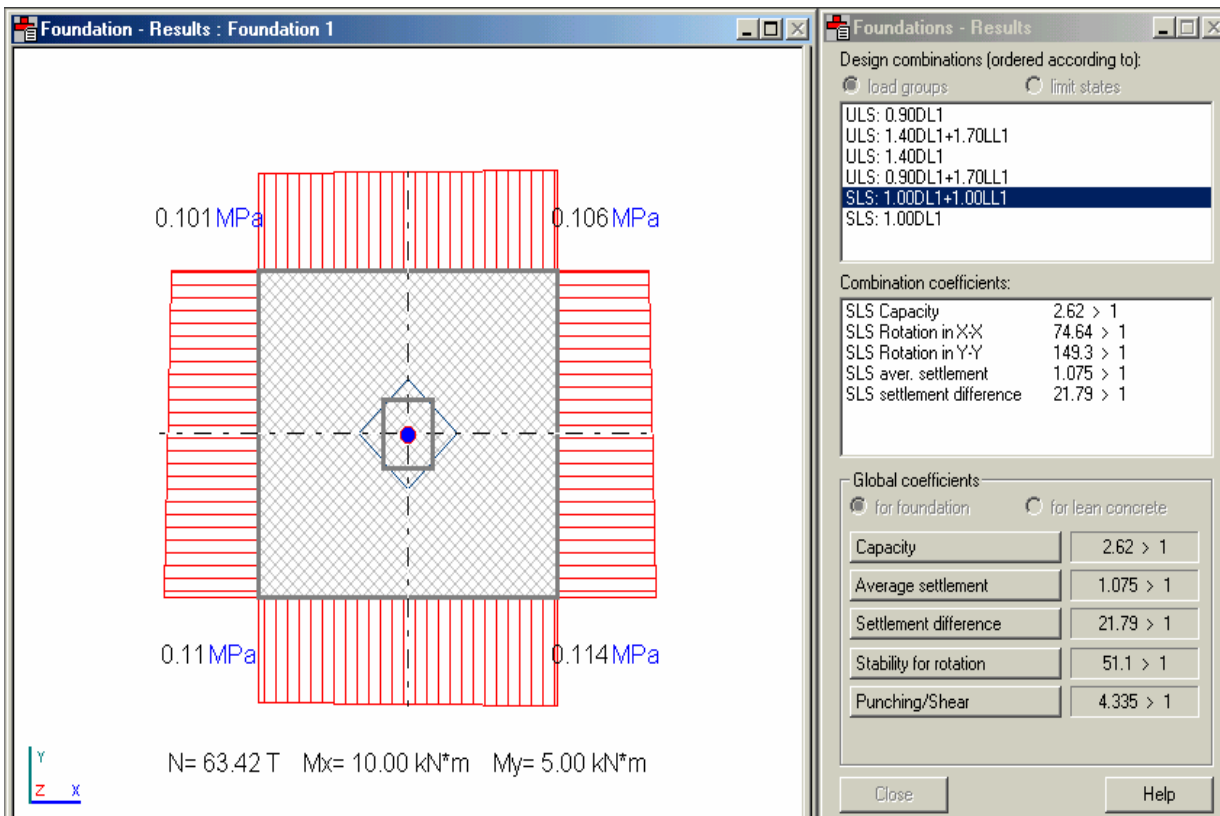 Foundation - Results : Foundation 1
0.101 MPa
0.106 MPa
0.11 MPa
0.114 MPa
N= 63.42 T Mx= 10.00 kN*m My= 5.00 kN*m
Y
Z X
Foundations - Results
Design combinations (ordered according to):
load groups limit states
ULS: 0.90DL1
ULS: 1.40DL1+1.70LL1
ULS: 1.40DL1
ULS: 0.90DL1+1.70LL1
SLS: 1.00DL1+1.00LL1
SLS: 1.00DL1
Combination coefficients:
SLS Capacity 2.62 > 1
SLS Rotation in X-X 74.64 > 1
SLS Rotation in Y-Y 149.3 > 1
SLS aver. settlement 1.075 > 1
SLS settlement difference 21.79 > 1
Global coefficients
for foundation for lean concrete
Capacity 2.62 > 1
Average settlement 1.075 > 1
Settlement difference 21.79 > 1
Stability for rotation 51.1 > 1
Punching/Shear 4.335 > 1
Close Help